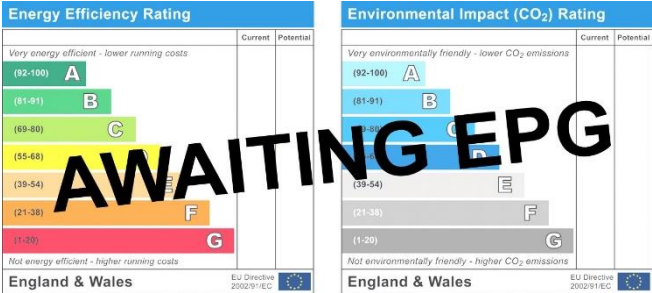 Energy Efficiency Rating
Current Potential
Very energy efficient - lower running costs
(92-100) A
(81-91) B
(69-80) C
(55-68)
(39-54) E
(21-38) F
(1-20) G
Not energy efficient - higher running costs
England & Wales
EU Directive
2002/91/EC
Environmental Impact (CO₂) Rating
Current Potential
Very environmentally friendly - lower CO₂ emissions
(92-100) A
(81-91) B
C
D
(39-54) E
(21-38) F
(1-20) G
Not environmentally friendly - higher CO₂ emissions
England & Wales
EU Directive
2002/91/EC
AWAITING EPG